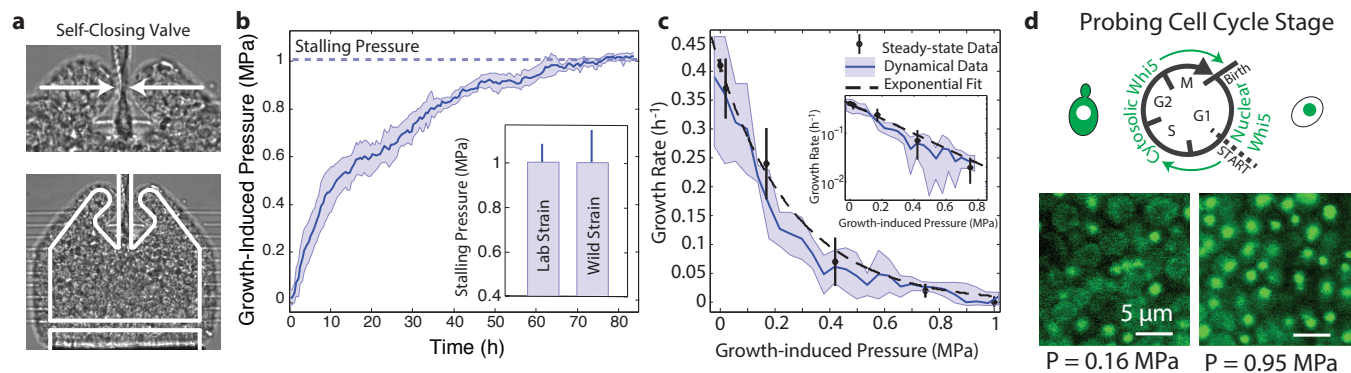 a
Self-Closing Valve
b
Growth-Induced Pressure (MPa)
1
0.8
0.6
0.4
0.2
0
Stalling Pressure
Stalling Pressure (MPa)
1
0.8
0.6
0.4
Lab Strain
Wild Strain
0 10 20 30 40 50 60 70 80
Time (h)
c
Growth Rate (h⁻¹)
0.45
0.4
0.35
0.3
0.25
0.2
0.15
0.1
0.05
0
Steady-state Data
Dynamical Data
Exponential Fit
Growth Rate (h⁻¹)
10⁻¹
10⁻²
0 0.2 0.4 0.6 0.8
Growth-induced Pressure (MPa)
0 0.2 0.4 0.6 0.8 1
Growth-induced Pressure (MPa)
d
Probing Cell Cycle Stage
Cytosolic Whi5
Nuclear
Whi5
M
Birth
G2
G1
S
START
5 µm
P = 0.16 MPa
P = 0.95 MPa